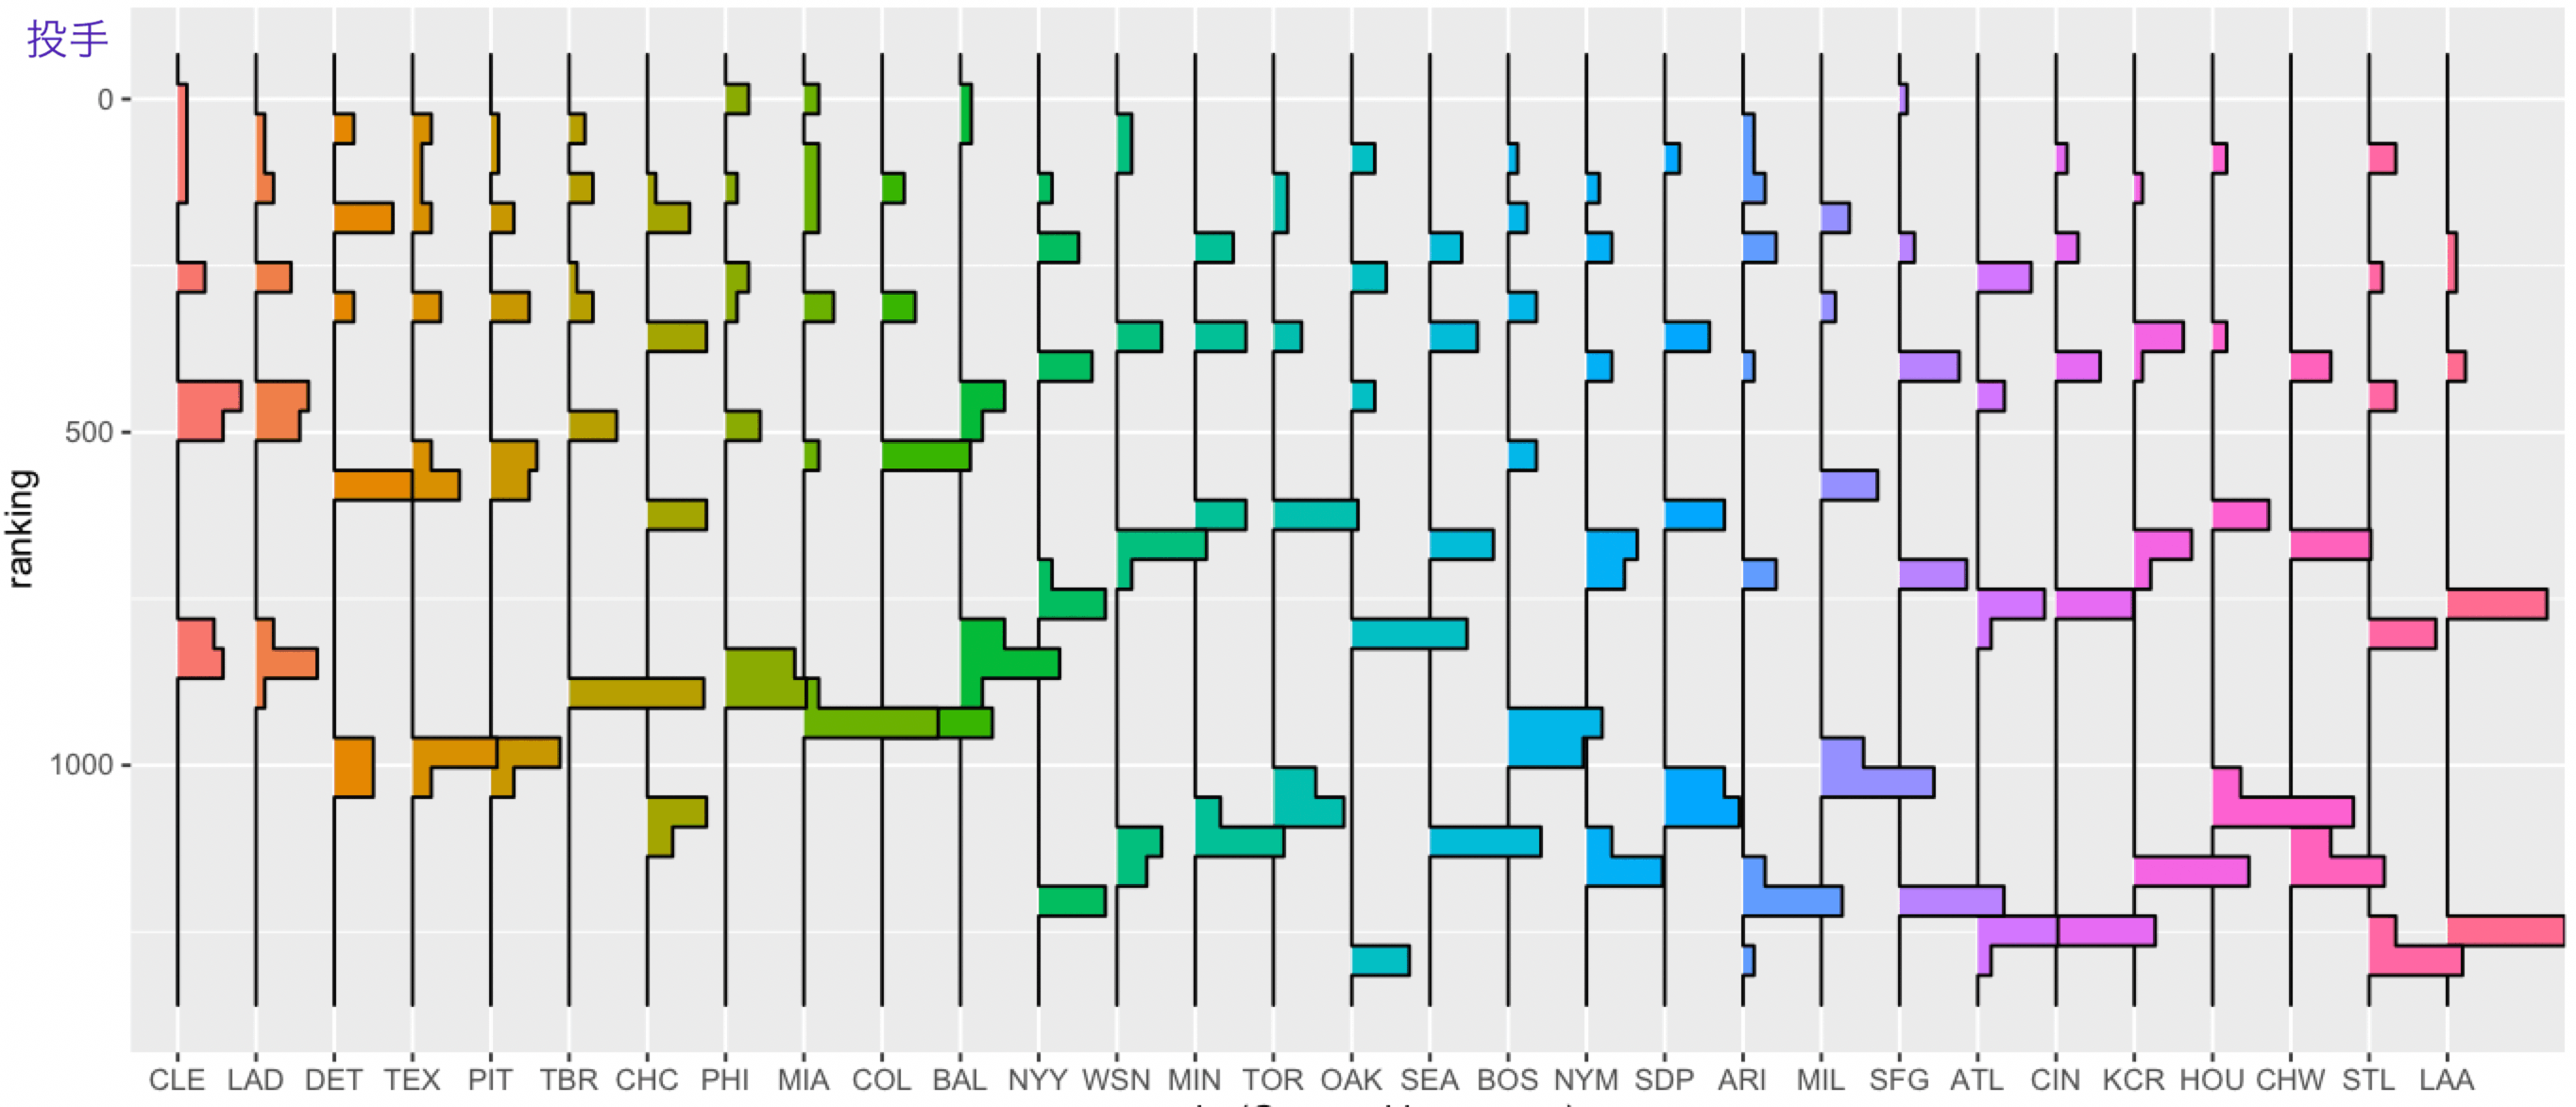 投手
0
500
ranking
1000
CLE LAD DET TEX PIT TBR CHC PHI MIA COL BAL NYY WSN MIN TOR OAK SEA BOS NYM SDP ARI MIL SFG ATL CIN KCR HOU CHW STL LAA